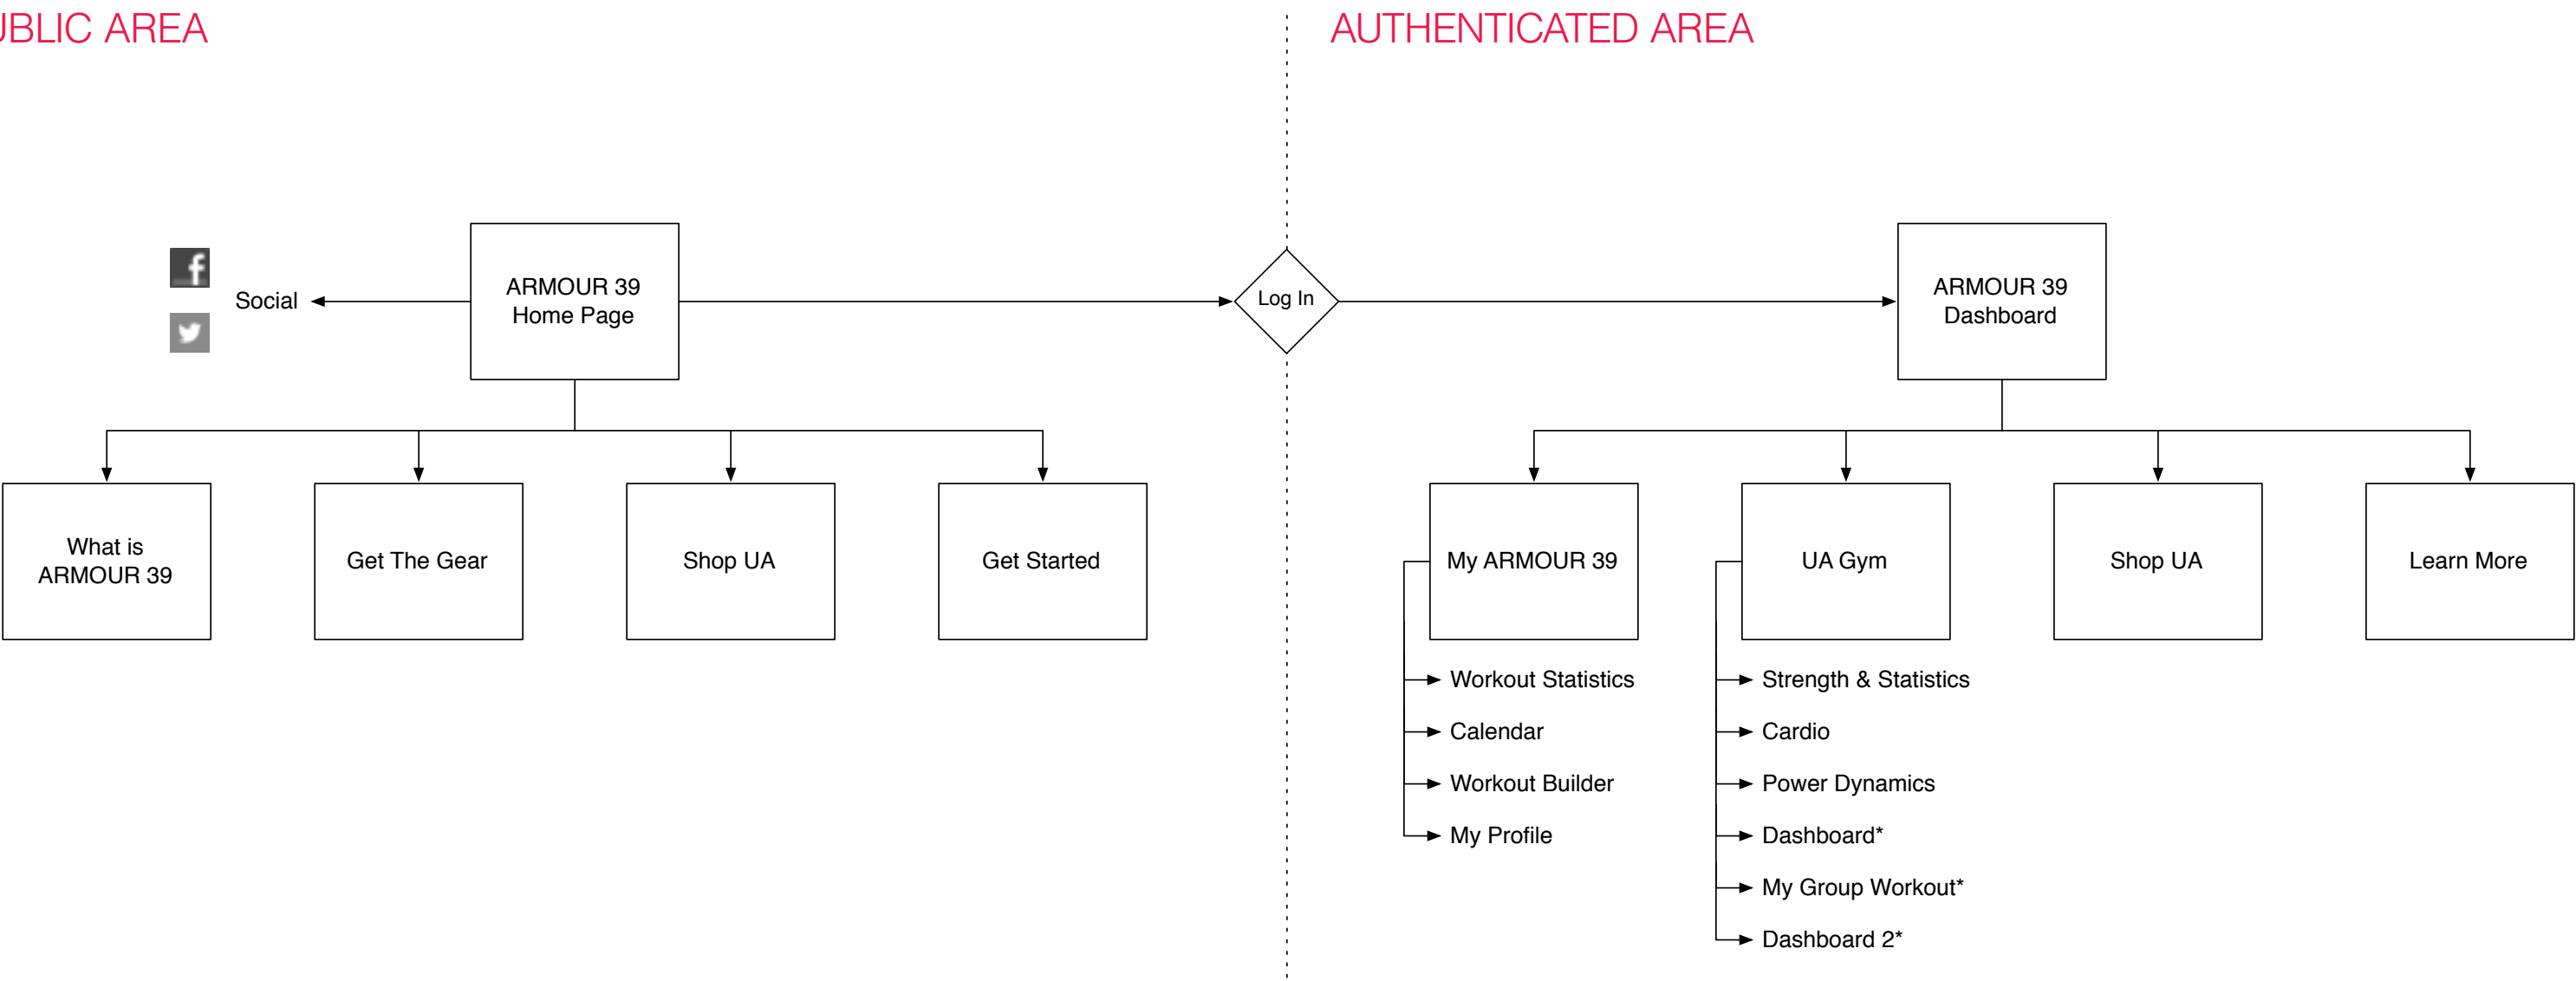 UBLIC AREA
AUTHENTICATED AREA
Social
ARMOUR 39
Home Page
Log In
ARMOUR 39
Dashboard
What is
ARMOUR 39
Get The Gear
Shop UA
Get Started
My ARMOUR 39
UA Gym
Shop UA
Learn More
Workout Statistics
Calendar
Workout Builder
My Profile
Strength & Statistics
Cardio
Power Dynamics
Dashboard*
My Group Workout*
Dashboard 2*